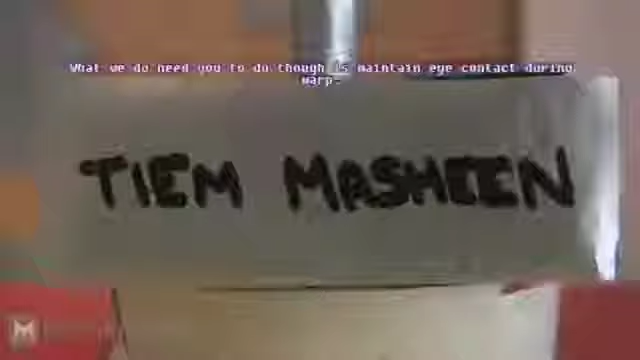 What we do need you to do though is maintain eye contact during
warp.
TIEM MASHEEN
M